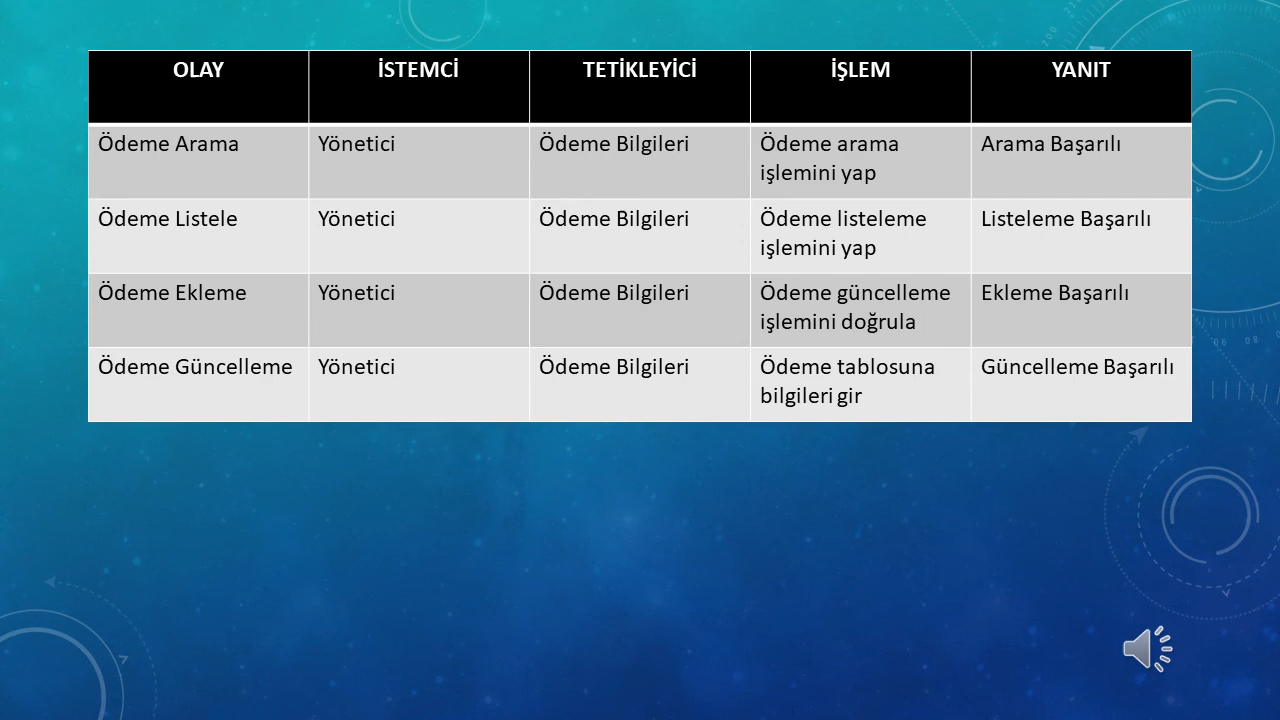 OLAY İSTEMCİ TETİKLEYİCİ İŞLEM YANIT
Ödeme Arama Yönetici Ödeme Bilgileri Ödeme arama Arama Başarılı
işlemini yap
Ödeme Listele Yönetici Ödeme Bilgileri Ödeme listeleme Listeleme Başarılı
işlemini yap
Ödeme Ekleme Yönetici Ödeme Bilgileri Ödeme güncelleme Ekleme Başarılı
işlemini doğrula
Ödeme Güncelleme Yönetici Ödeme Bilgileri Ödeme tablosuna Güncelleme Başarılı
bilgileri gir